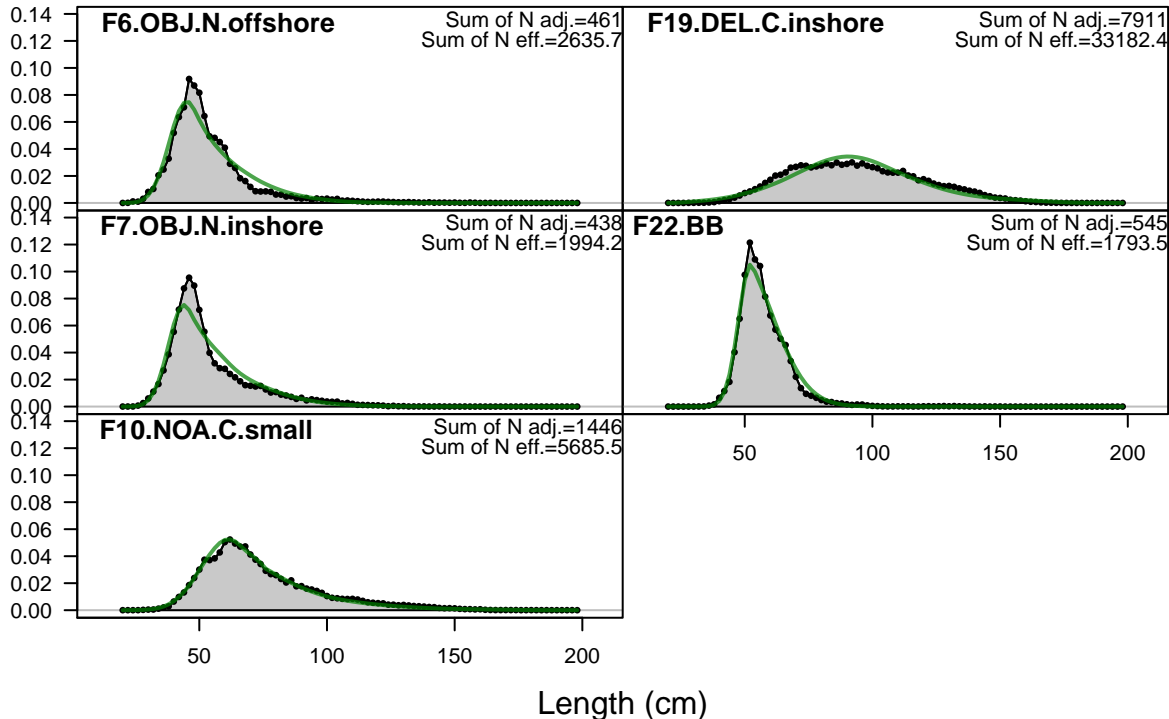 0.14
0.12
0.10
0.08
0.06
0.04
0.02
0.00
F6.OBJ.N.offshore
Sum of N adj.=461
Sum of N eff.=2635.7
F19.DEL.C.inshore
Sum of N adj.=7911
Sum of N eff.=33182.4
0.14
0.12
0.10
0.08
0.06
0.04
0.02
0.00
F7.OBJ.N.inshore
Sum of N adj.=438
Sum of N eff.=1994.2
F22.BB
Sum of N adj.=545
Sum of N eff.=1793.5
50 100 150 200
0.14
0.12
0.10
0.08
0.06
0.04
0.02
0.00
F10.NOA.C.small
Sum of N adj.=1446
Sum of N eff.=5685.5
50 100 150 200
Length (cm)